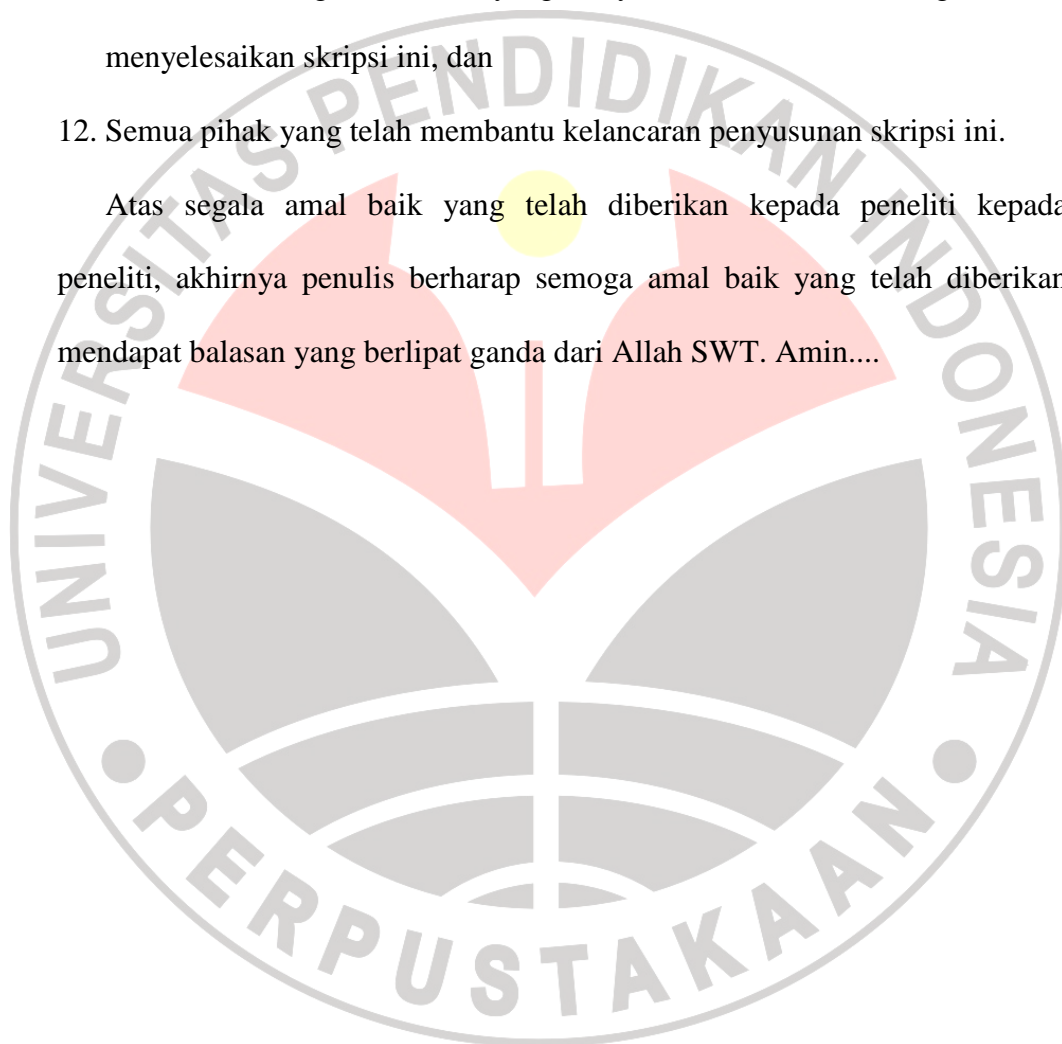 menyelesaikan skripsi ini, dan
12. Semua pihak yang telah membantu kelancaran penyusunan skripsi ini.
Atas segala amal baik yang telah diberikan kepada peneliti kepada
peneliti, akhirnya penulis berharap semoga amal baik yang telah diberikan
mendapat balasan yang berlipat ganda dari Allah SWT. Amin....
UNIVERSITAS PENDIDIKAN INDONESIA
PERPUSTAKAAN